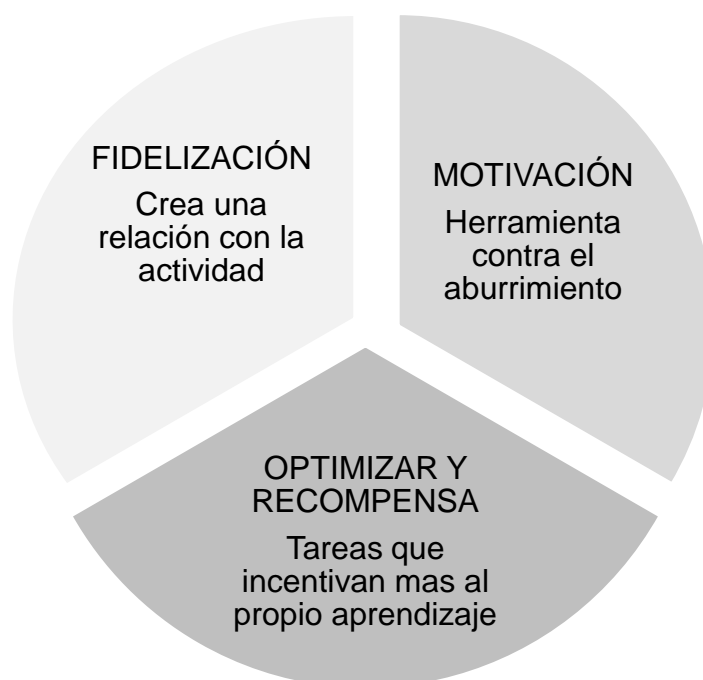 FIDELIZACIÓN
Crea una
relación con la
actividad
MOTIVACIÓN
Herramienta
contra el
aburrimiento
OPTIMIZAR Y
RECOMPENSA
Tareas que
incentivan mas al
propio aprendizaje